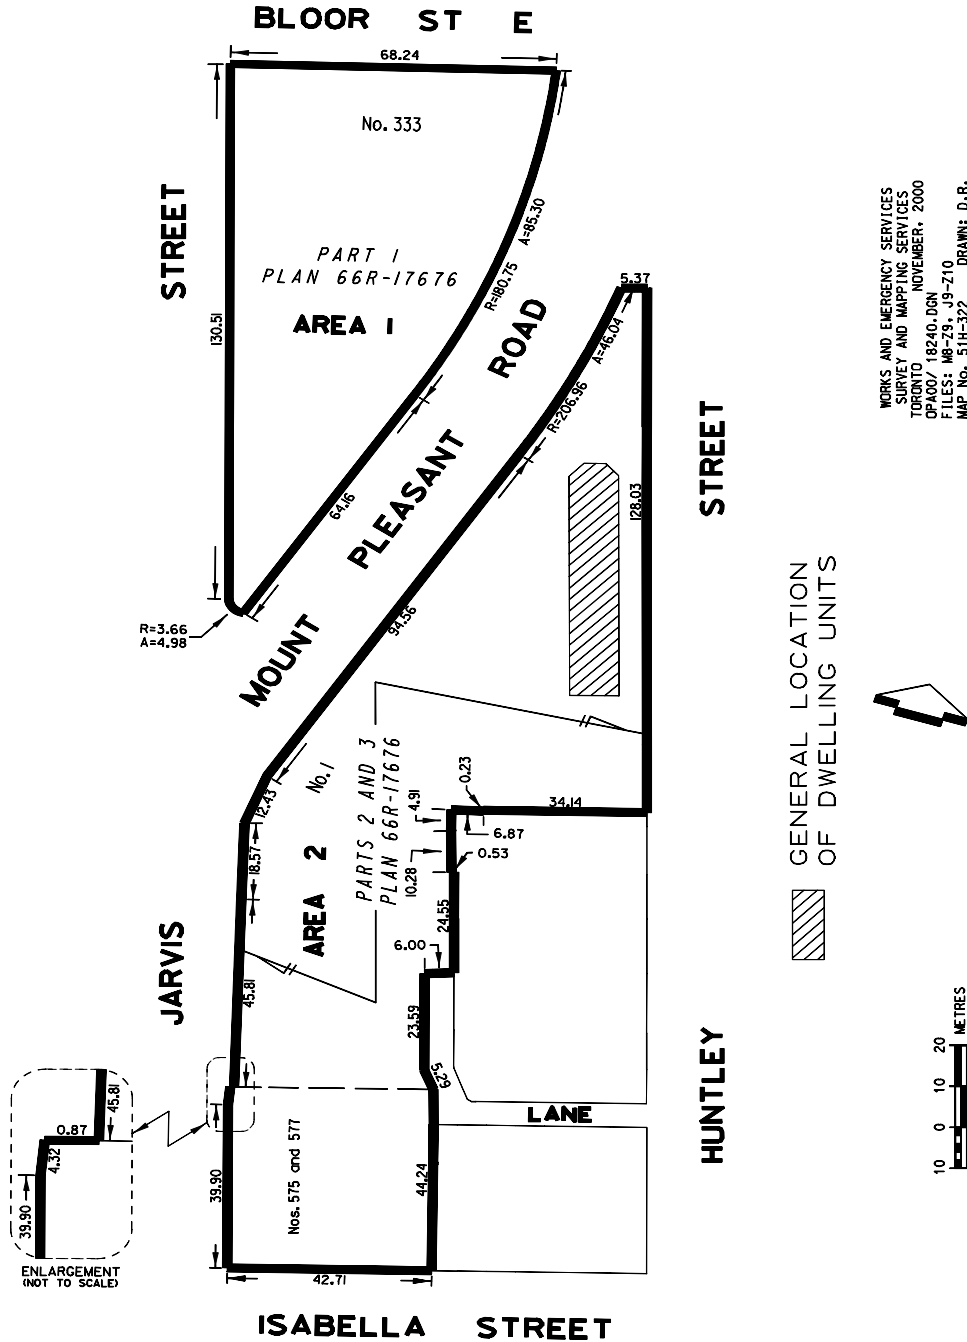 BLOOR ST E
68.24
No. 333
STREET
130.51
PART 1
PLAN 66R-17676
AREA 1
A=85.30
R=180.75
64.16
R=3.66
A=4.98
MOUNT PLEASANT ROAD
5.37
A=46.04
R=206.96
94.56
128.03
STREET
WORKS AND EMERGENCY SERVICES
SURVEY AND MAPPING SERVICES
TORONTO NOVEMBER, 2000
OPA00/ 18240.DGN
FILES: M8-Z9, J9-Z10
MAP No. 51H-322 DRAWN: D.R.
GENERAL LOCATION
OF DWELLING UNITS
12.43
No. 1
PARTS 2 AND 3
PLAN 66R-17676
AREA 2
18.57
45.81
0.23
4.91
34.14
6.87
0.53
10.28
24.55
6.00
23.59
5.29
JARVIS
HUNTLEY
LANE
Nos. 575 and 577
39.90
44.24
42.71
0.87
45.81
4.32
39.90
ENLARGEMENT
(NOT TO SCALE)
10 0 10 20
METRES
ISABELLA STREET